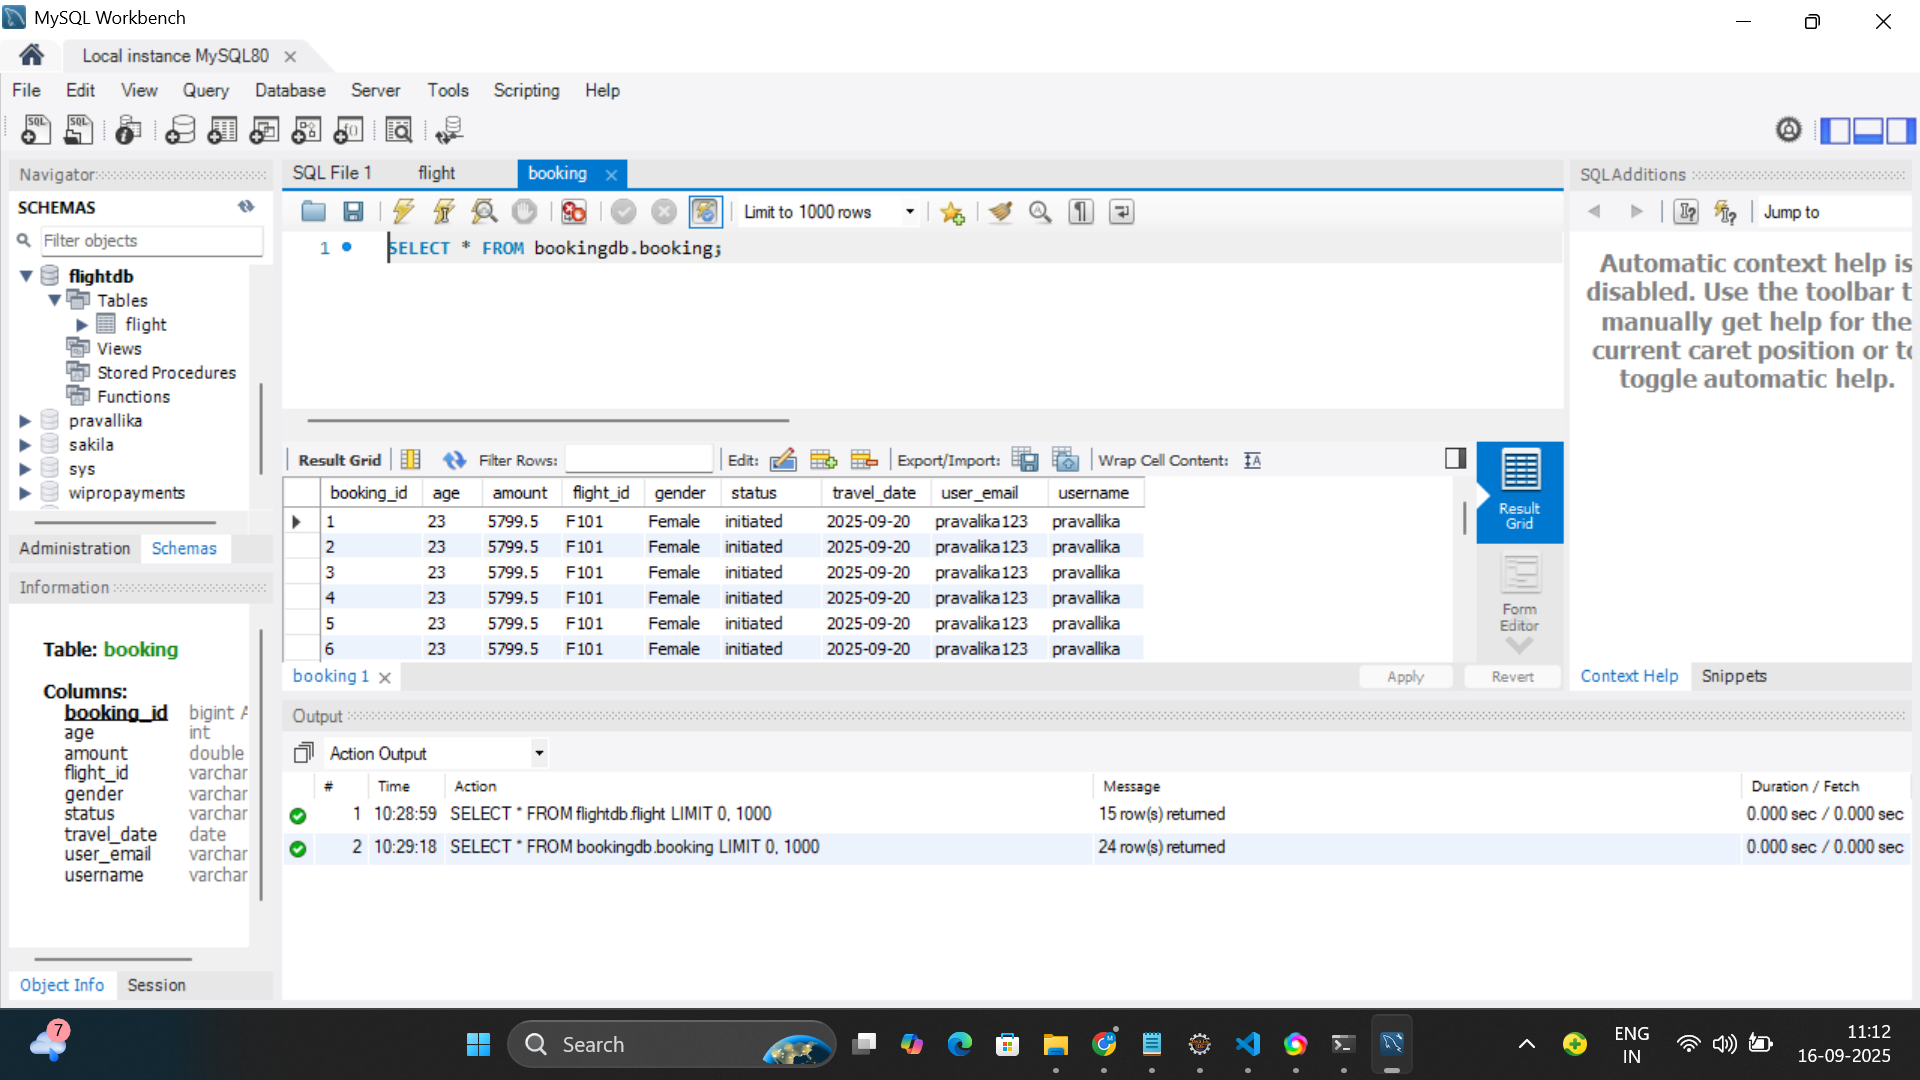 MySQL Workbench
Local instance MySQL80
File Edit View Query Database Server Tools Scripting Help
Navigator
SCHEMAS
Filter objects
flightdb
Tables
flight
Views
Stored Procedures
Functions
pravallika
sakila
sys
wipropayments
Administration Schemas
Information
Table: booking
Columns:
booking_id bigint A
age int
amount double
flight_id varchar
gender varchar
status varchar
travel_date date
user_email varchar
username varchar
Object Info Session
SQL File 1 flight booking
Limit to 1000 rows
1 SELECT * FROM bookingdb.booking;
Result Grid Filter Rows: Edit: Export/Import: Wrap Cell Content:
booking_id age amount flight_id gender status travel_date user_email username
1 23 5799.5 F101 Female initiated 2025-09-20 pravalika123 pravallika
2 23 5799.5 F101 Female initiated 2025-09-20 pravalika123 pravallika
3 23 5799.5 F101 Female initiated 2025-09-20 pravalika123 pravallika
4 23 5799.5 F101 Female initiated 2025-09-20 pravalika123 pravallika
5 23 5799.5 F101 Female initiated 2025-09-20 pravalika123 pravallika
6 23 5799.5 F101 Female initiated 2025-09-20 pravalika123 pravallika
Result
Grid
Form
Editor
booking 1 Apply Revert
SQLAdditions
Jump to
Automatic context help is
disabled. Use the toolbar t
manually get help for the
current caret position or to
toggle automatic help.
Context Help Snippets
Output
Action Output
# Time Action Message Duration / Fetch
1 10:28:59 SELECT * FROM flightdb.flight LIMIT 0, 1000 15 row(s) returned 0.000 sec / 0.000 sec
2 10:29:18 SELECT * FROM bookingdb.booking LIMIT 0, 1000 24 row(s) returned 0.000 sec / 0.000 sec
7
Search
ENG
IN
11:12
16-09-2025